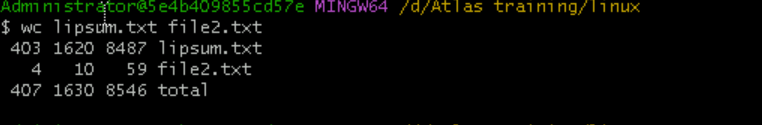 Administrator@5e4b409855cd57e MINGW64 /d/Atlas training/linux
$ wc lipsum.txt file2.txt
403 1620 8487 lipsum.txt
4 10 59 file2.txt
407 1630 8546 total